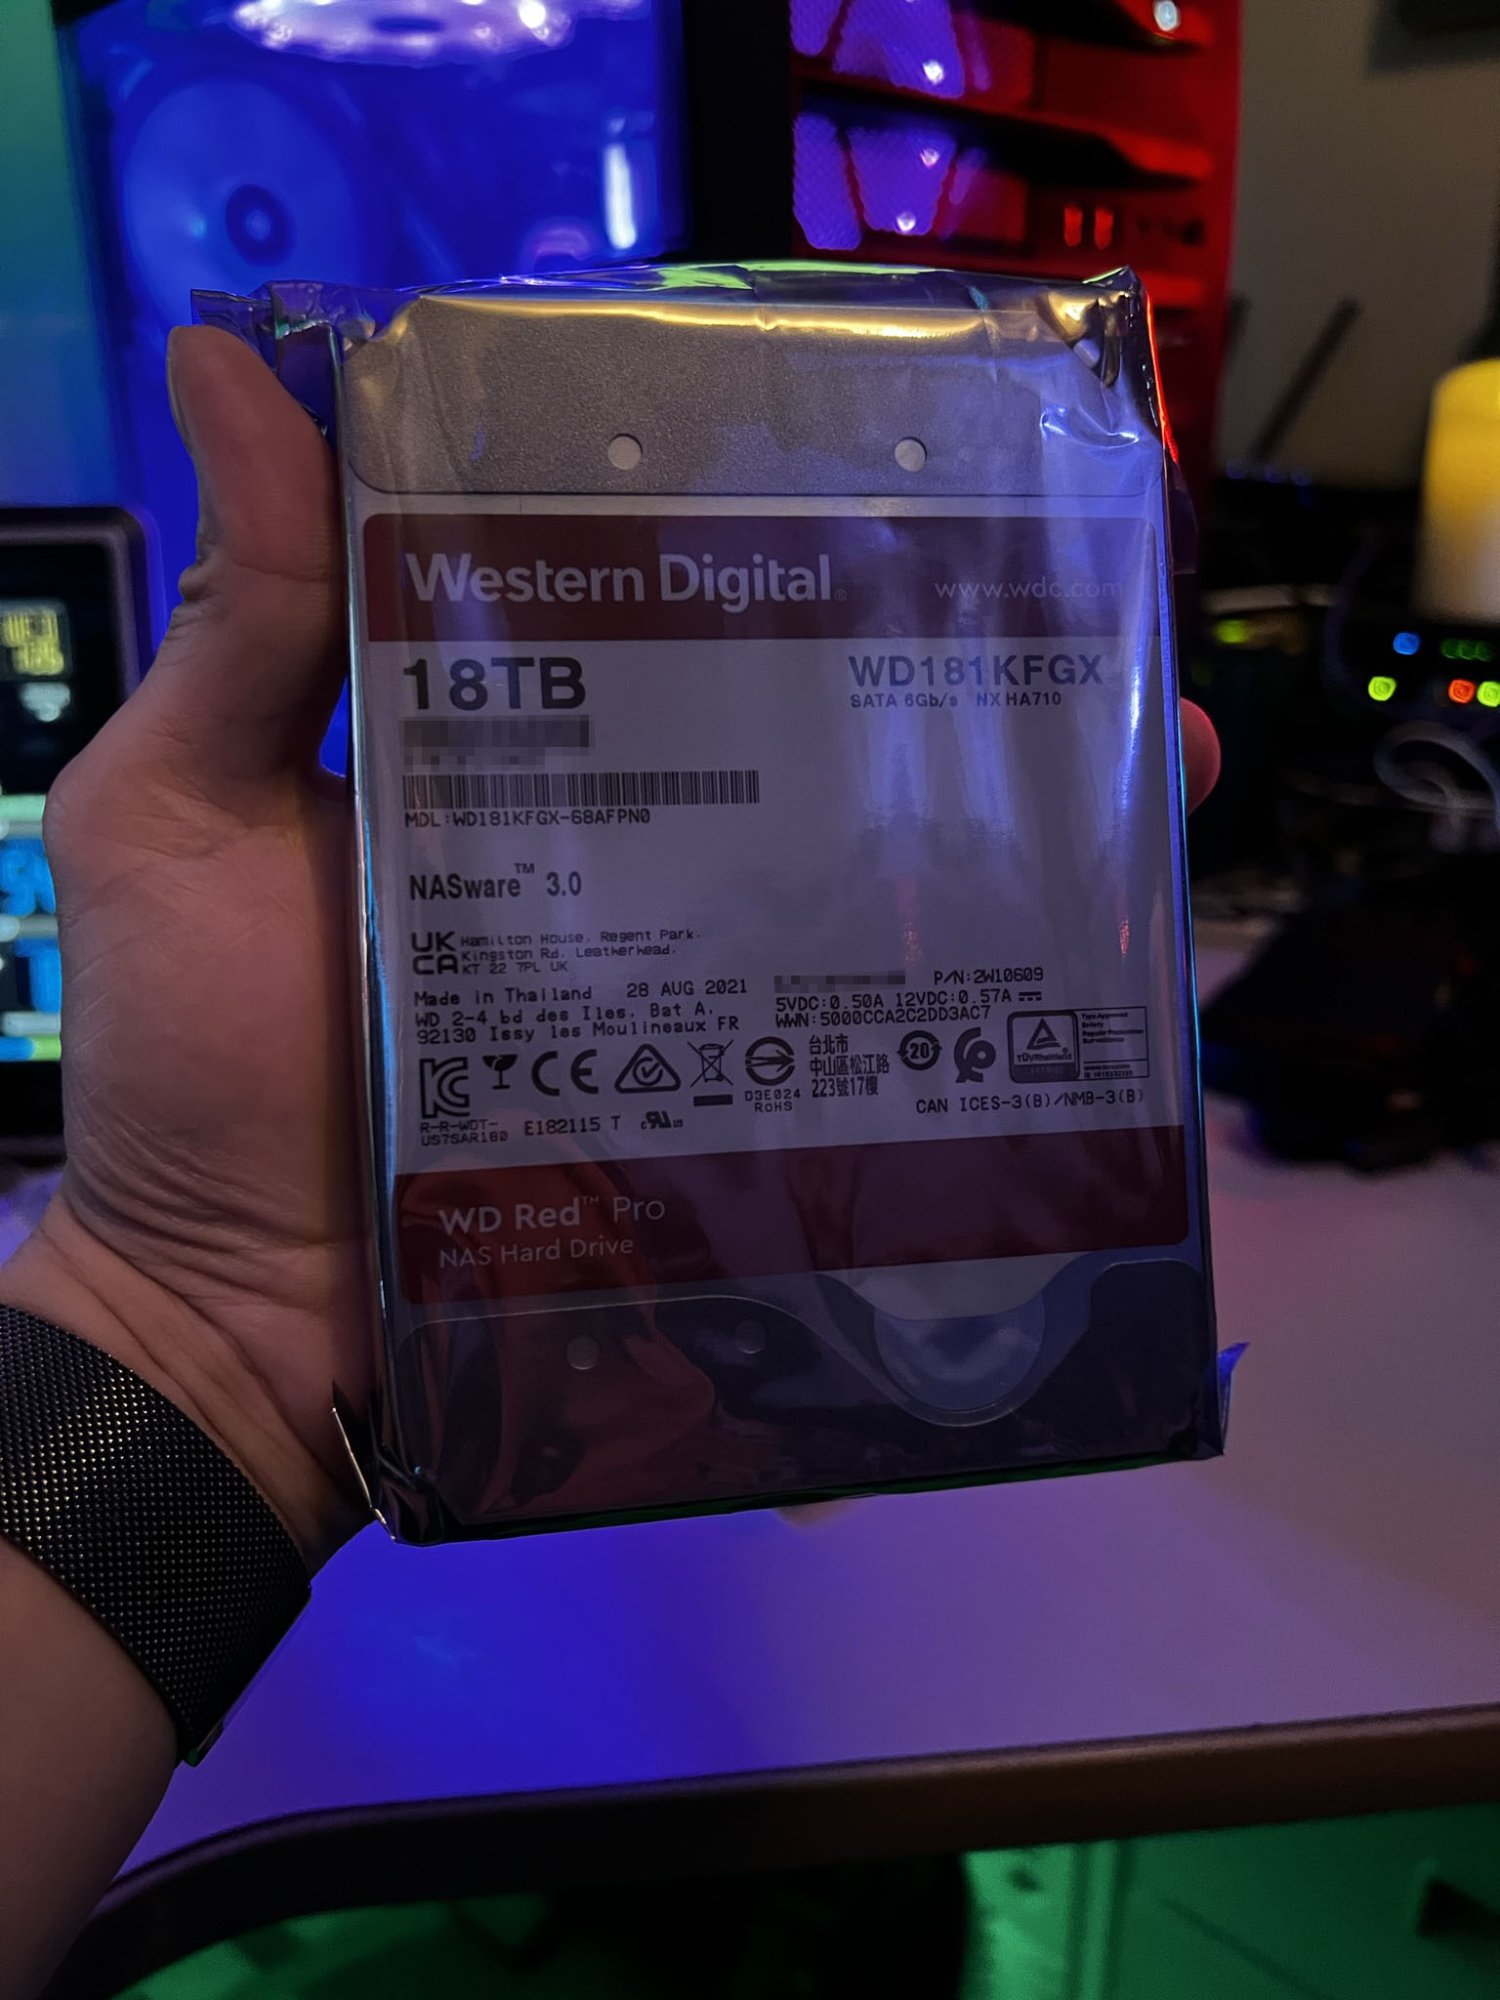 Western Digital®
www.wdc.com
18TB
WD181KFGX
SATA 6Gb/s NX HA710
MDL:WD181KFGX-68AFPN0
NASware™ 3.0
UK
CA
Hamilton House, Regent Park.
Kingston Rd. Leatherhead.
KT 22 7PL UK
Made in Thailand 28 AUG 2021
WD 2-4 bd des Iles. Bat A.
92130 Issy les Moulineaux FR
P/N:2W10609
5VDC:0.50A 12VDC:0.57A
WWN:5000CCA2C2DD3AC7
CE
D3E024
RoHS
台北市
中山區松江路
223號17樓
20
TÜVRheinland
CAN ICES-3(B)/NMB-3(B)
R-R-WDT-
US7SAR180
E182115 T
WD Red™ Pro
NAS Hard Drive